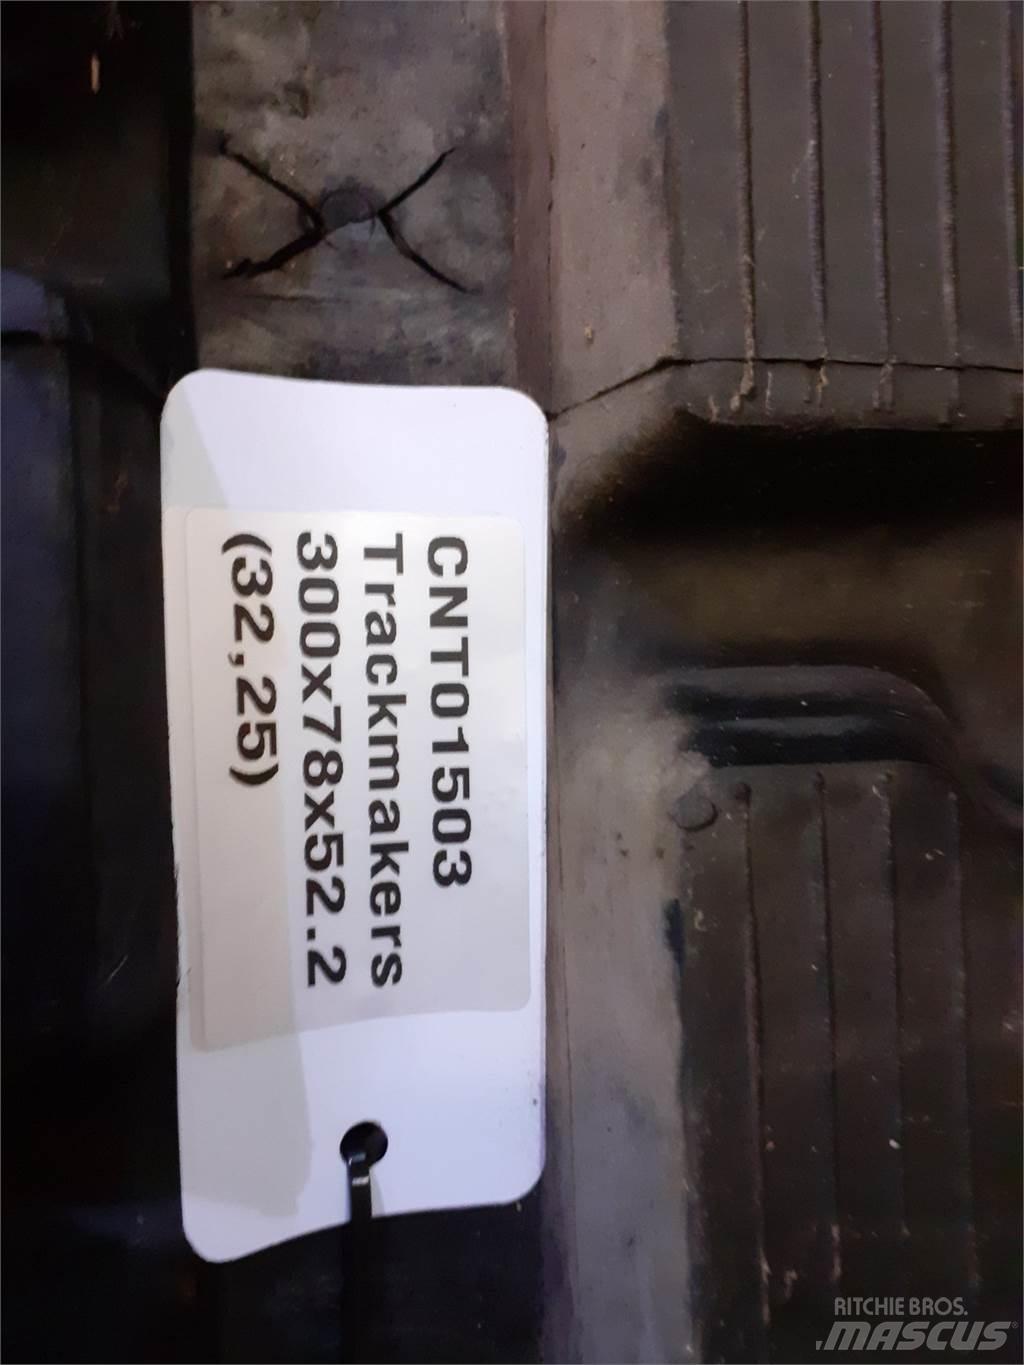 CNT01503
Trackmakers
300x78x52.2
(32,25)
RITCHIE BROS.
MASCUS